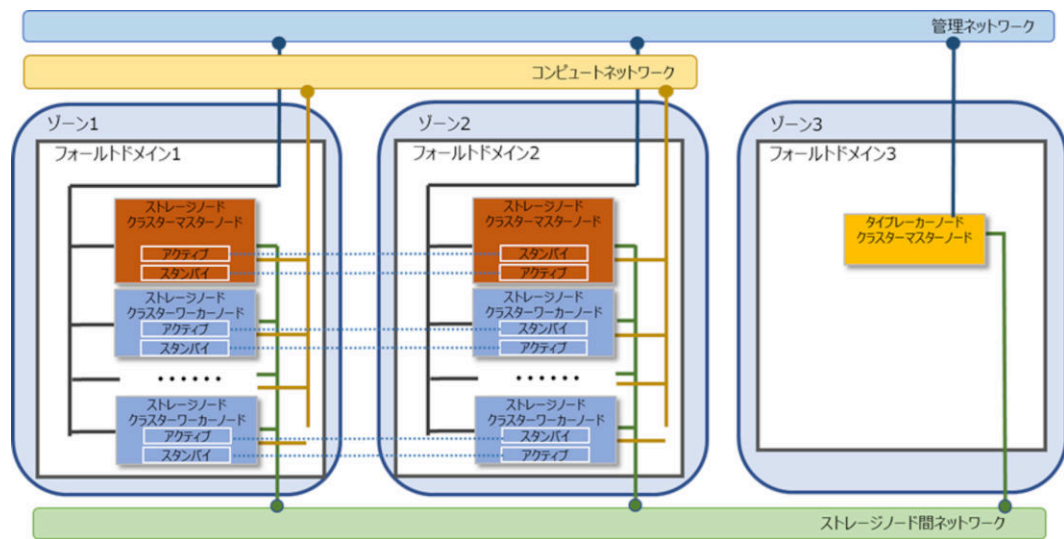 管理ネットワーク
コンピュートネットワーク
ゾーン1
フォールトドメイン1
ストレージノード
クラスターマスターノード
アクティブ
スタンバイ
ストレージノード
クラスターワーカーノード
アクティブ
スタンバイ
・・・・・・
ストレージノード
クラスターワーカーノード
アクティブ
スタンバイ
ゾーン2
フォールトドメイン2
ストレージノード
クラスターマスターノード
スタンバイ
アクティブ
ストレージノード
クラスターワーカーノード
スタンバイ
アクティブ
・・・・・・
ストレージノード
クラスターワーカーノード
スタンバイ
アクティブ
ゾーン3
フォールトドメイン3
タイブレーカーノード
クラスターマスターノード
ストレージノード間ネットワーク